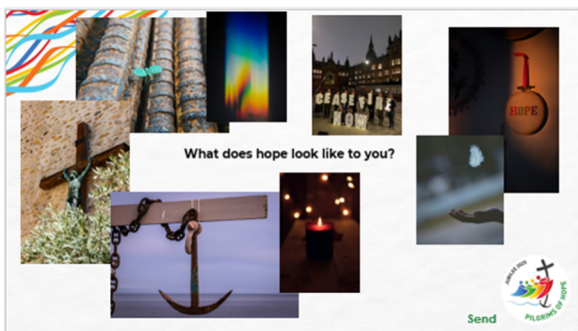 CEASEFIRE
NOW
HOPE
What does hope look like to you?
Send
JUBILEE 2025
PILGRIMS OF HOPE